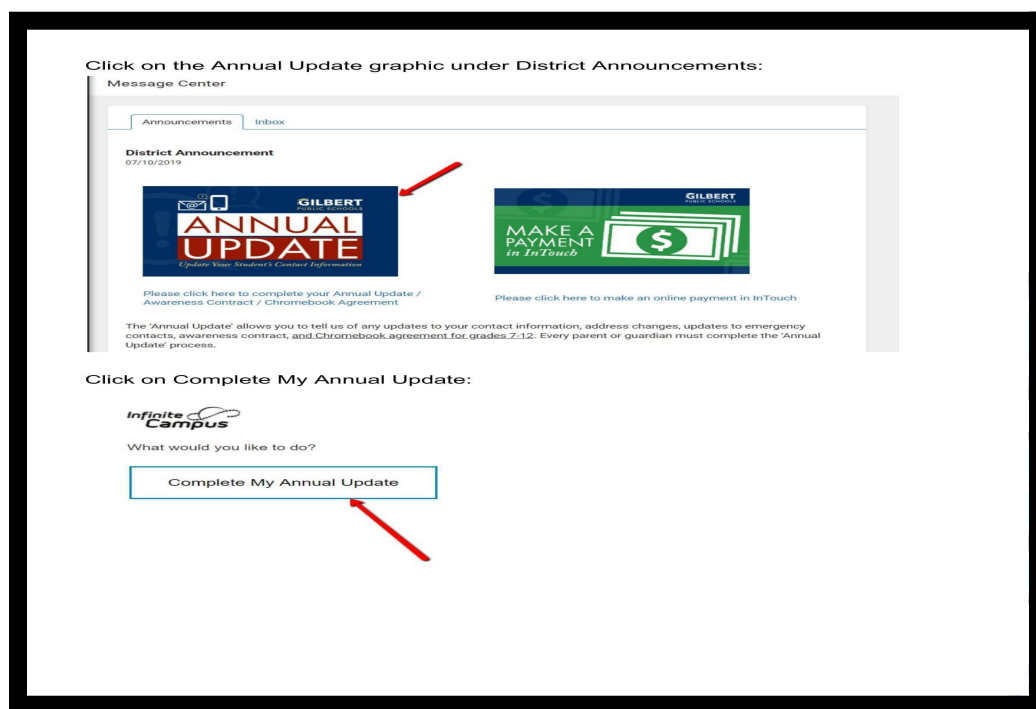 Click on the Annual Update graphic under District Announcements:
Message Center
Announcements
Inbox
District Announcement
07/10/2019
@
GILBERT
PUBLIC SCHOOLS
ANNUAL
UPDATE
Update Your Student's Contact Information
Please click here to complete your Annual Update /
Awareness Contract / Chromebook Agreement
$
GILBERT
PUBLIC SCHOOLS
MAKE A
PAYMENT
in InTouch
$
Please click here to make an online payment in InTouch
The 'Annual Update' allows you to tell us of any updates to your contact information, address changes, updates to emergency
contacts, awareness contract, and Chromebook agreement for grades 7-12. Every parent or guardian must complete the 'Annual
Update' process.
Click on Complete My Annual Update:
Infinite
Campus
What would you like to do?
Complete My Annual Update